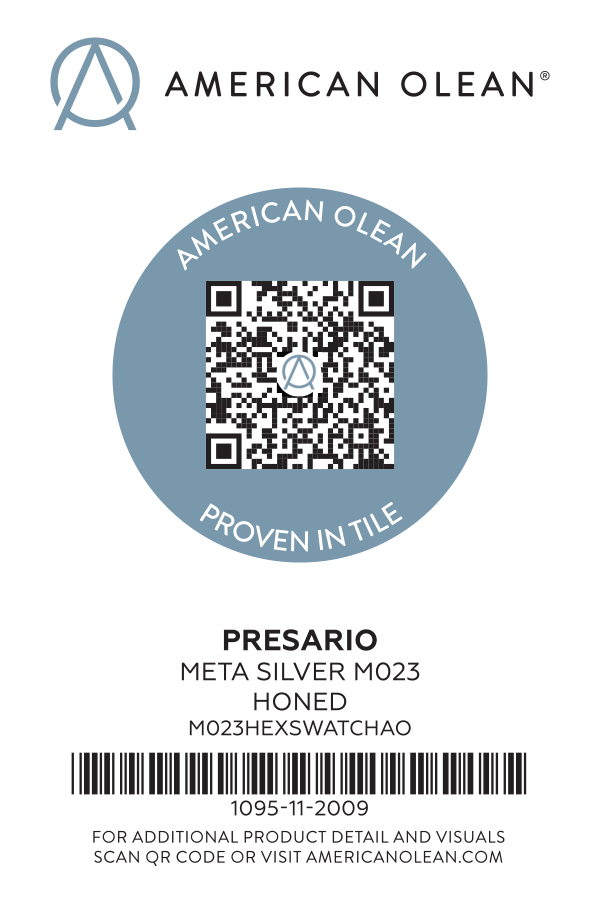 AMERICAN OLEAN®
AMERICAN OLEAN
PROVEN IN TILE
PRESARIO
META SILVER M023
HONED
M023HEXSWATCHAO
1095-11-2009
FOR ADDITIONAL PRODUCT DETAIL AND VISUALS
SCAN QR CODE OR VISIT AMERICANOLEAN.COM